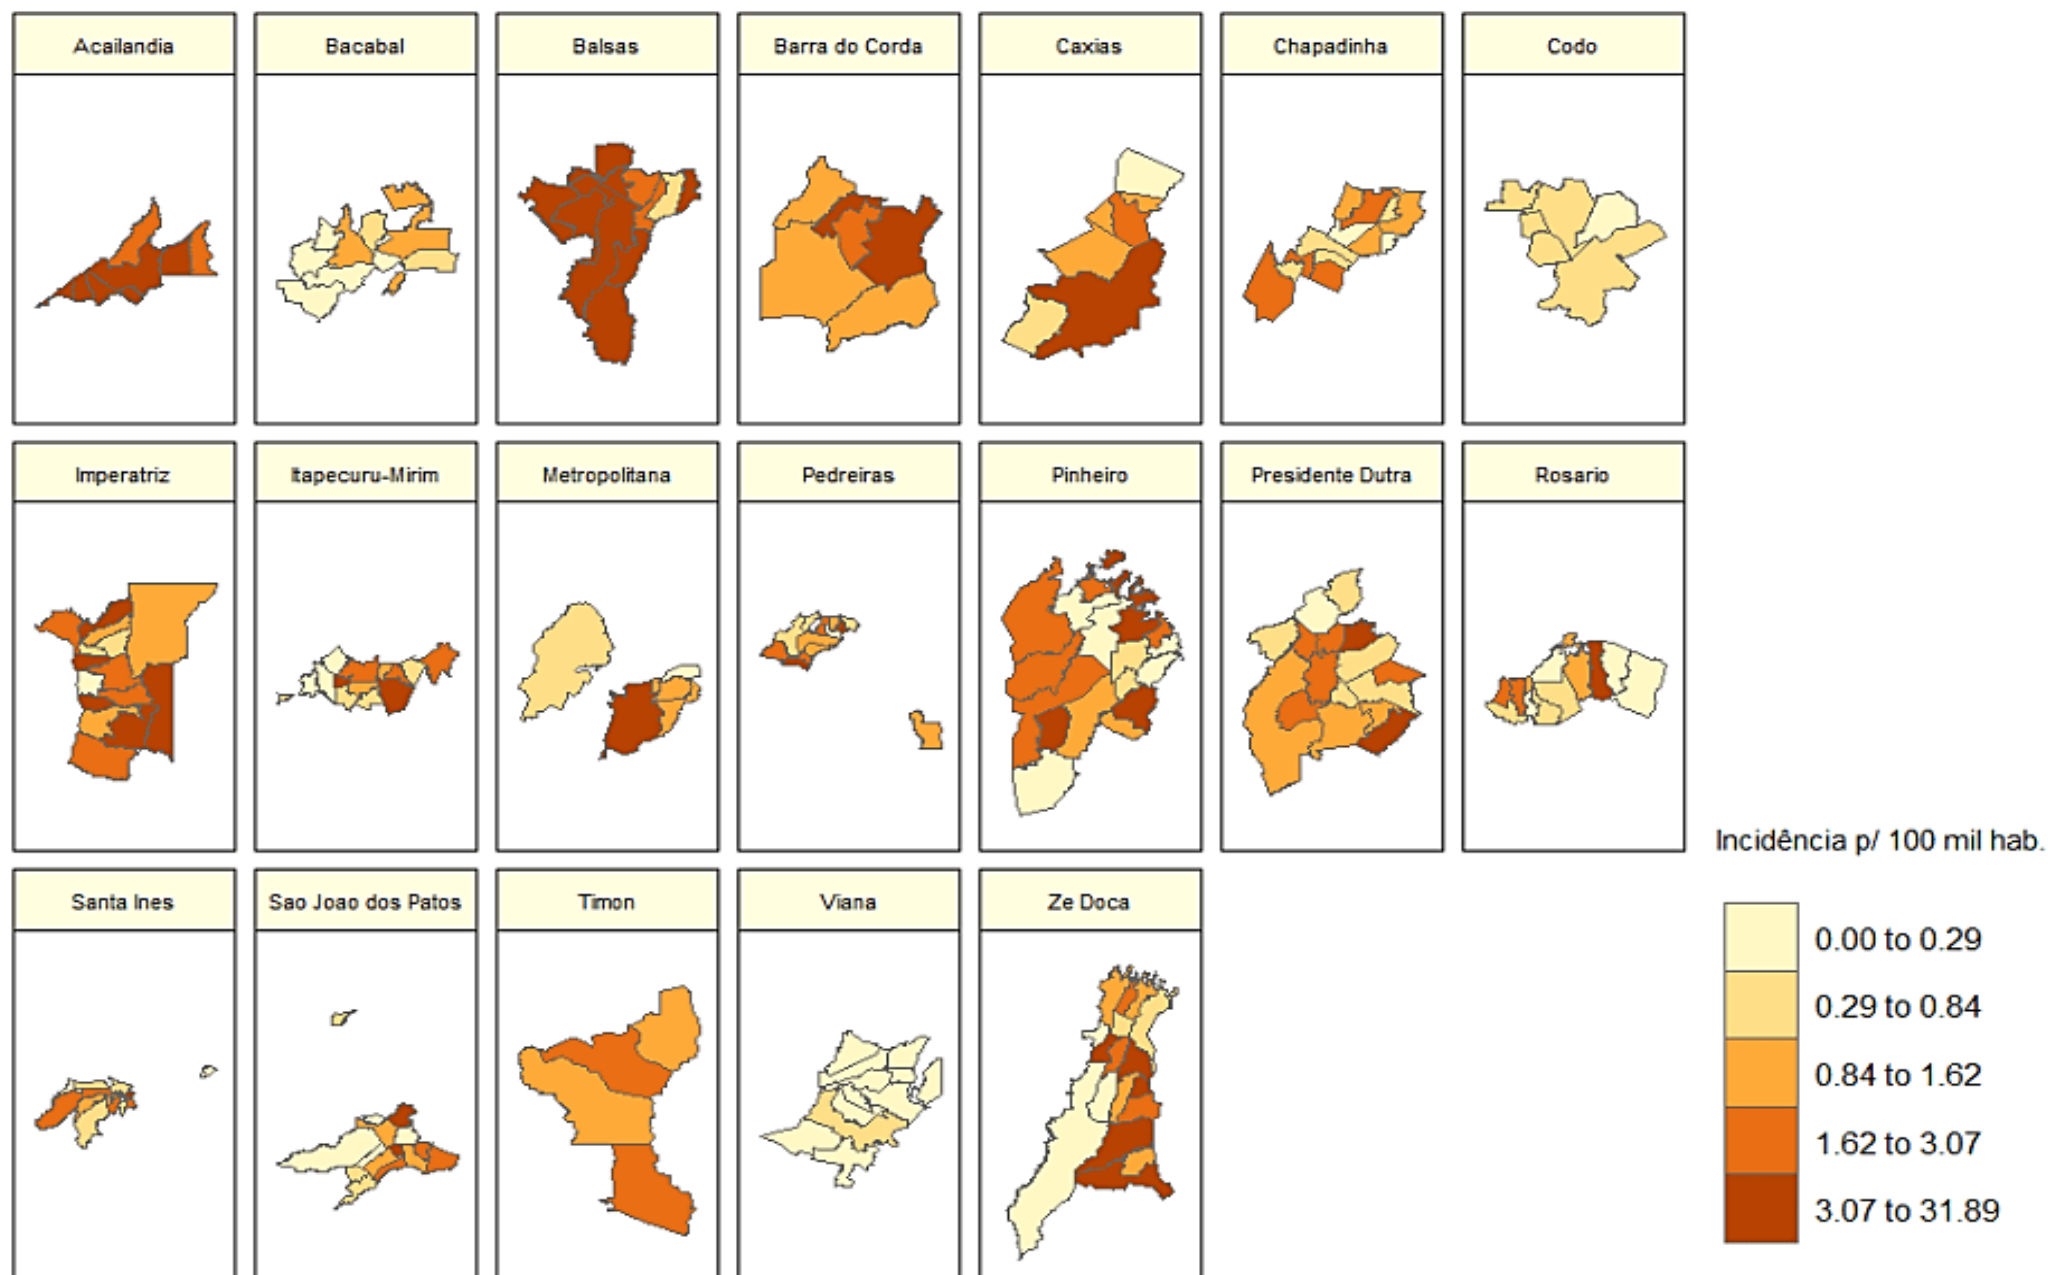 Acailandia
Bacabal
Balsas
Barra do Corda
Caxias
Chapadinha
Codo
Imperatriz
Itapecuru-Mirim
Metropolitana
Pedreiras
Pinheiro
Presidente Dutra
Rosario
Santa Ines
Sao Joao dos Patos
Timon
Viana
Ze Doca
Incidência p/ 100 mil hab.
0.00 to 0.29
0.29 to 0.84
0.84 to 1.62
1.62 to 3.07
3.07 to 31.89